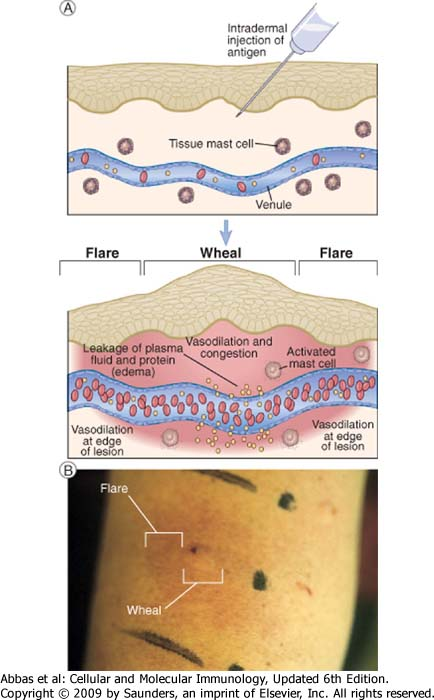 A
Intradermal
injection of
antigen
Tissue mast cell
Venule
Flare
Wheal
Flare
Vasodilation and
congestion
Leakage of plasma
fluid and protein
(edema)
Activated
mast cell
Vasodilation
at edge
of lesion
Vasodilation
at edge
of lesion
B
Flare
Wheal
Abbas et al: Cellular and Molecular Immunology, Updated 6th Edition.
Copyright © 2009 by Saunders, an imprint of Elsevier, Inc. All rights reserved.